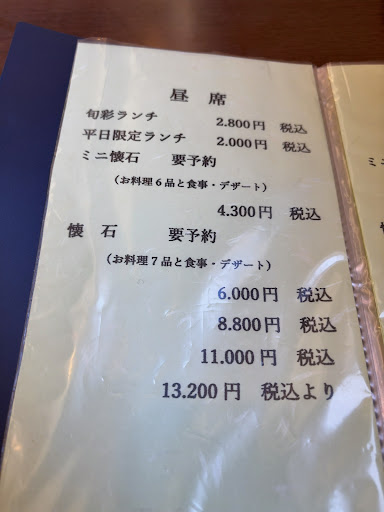 昼 席
旬彩ランチ 2.800円 税込
平日限定ランチ 2.000円 税込
ミニ懐石 要予約
(お料理6品と食事・デザート)
4.300円 税込
懐 石 要予約
(お料理7品と食事・デザート)
6.000円 税込
8.800円 税込
11.000円 税込
13.200円 税込より
ミニ